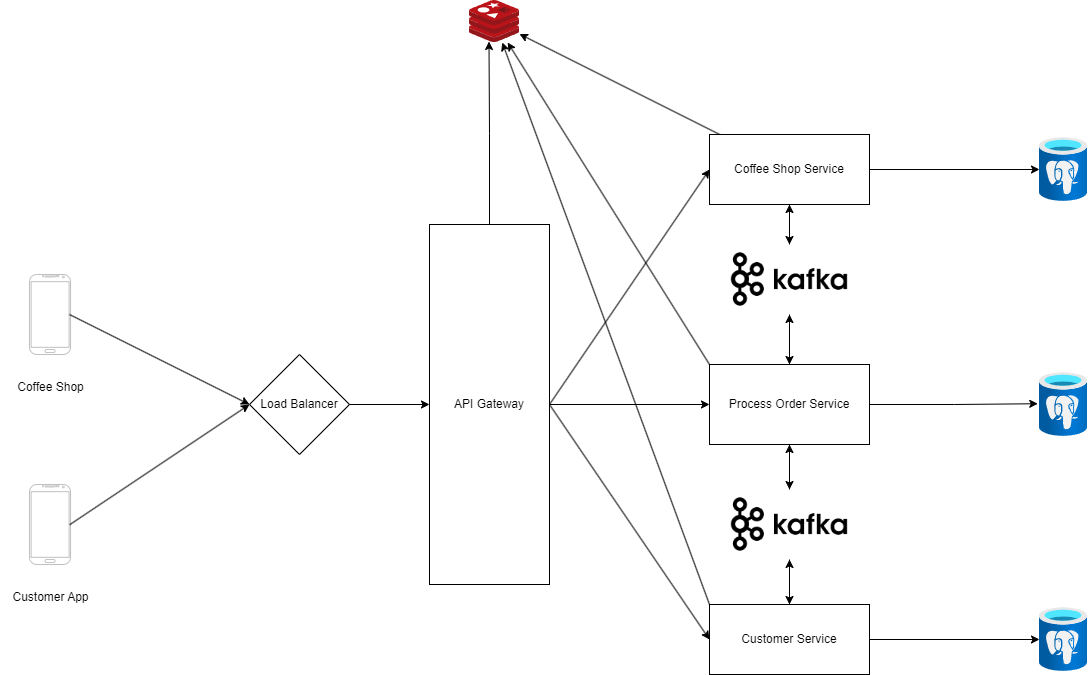 Coffee Shop Service
kafka
Coffee Shop
Load Balancer
API Gateway
Process Order Service
kafka
Customer App
Customer Service